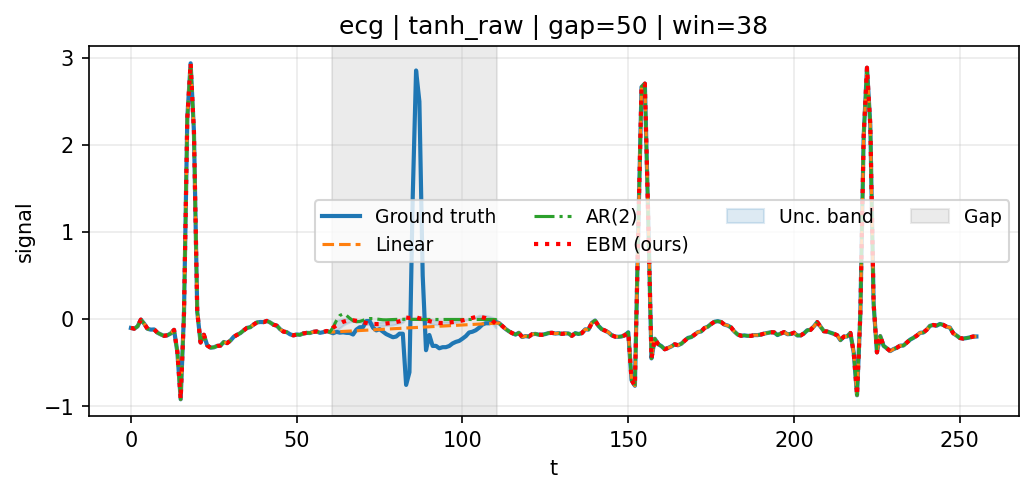 ecg | tanh_raw | gap=50 | win=38
3
2
1
0
−1
signal
Ground truth
Linear
AR(2)
EBM (ours)
Unc. band
Gap
0
50
100
150
200
250
t